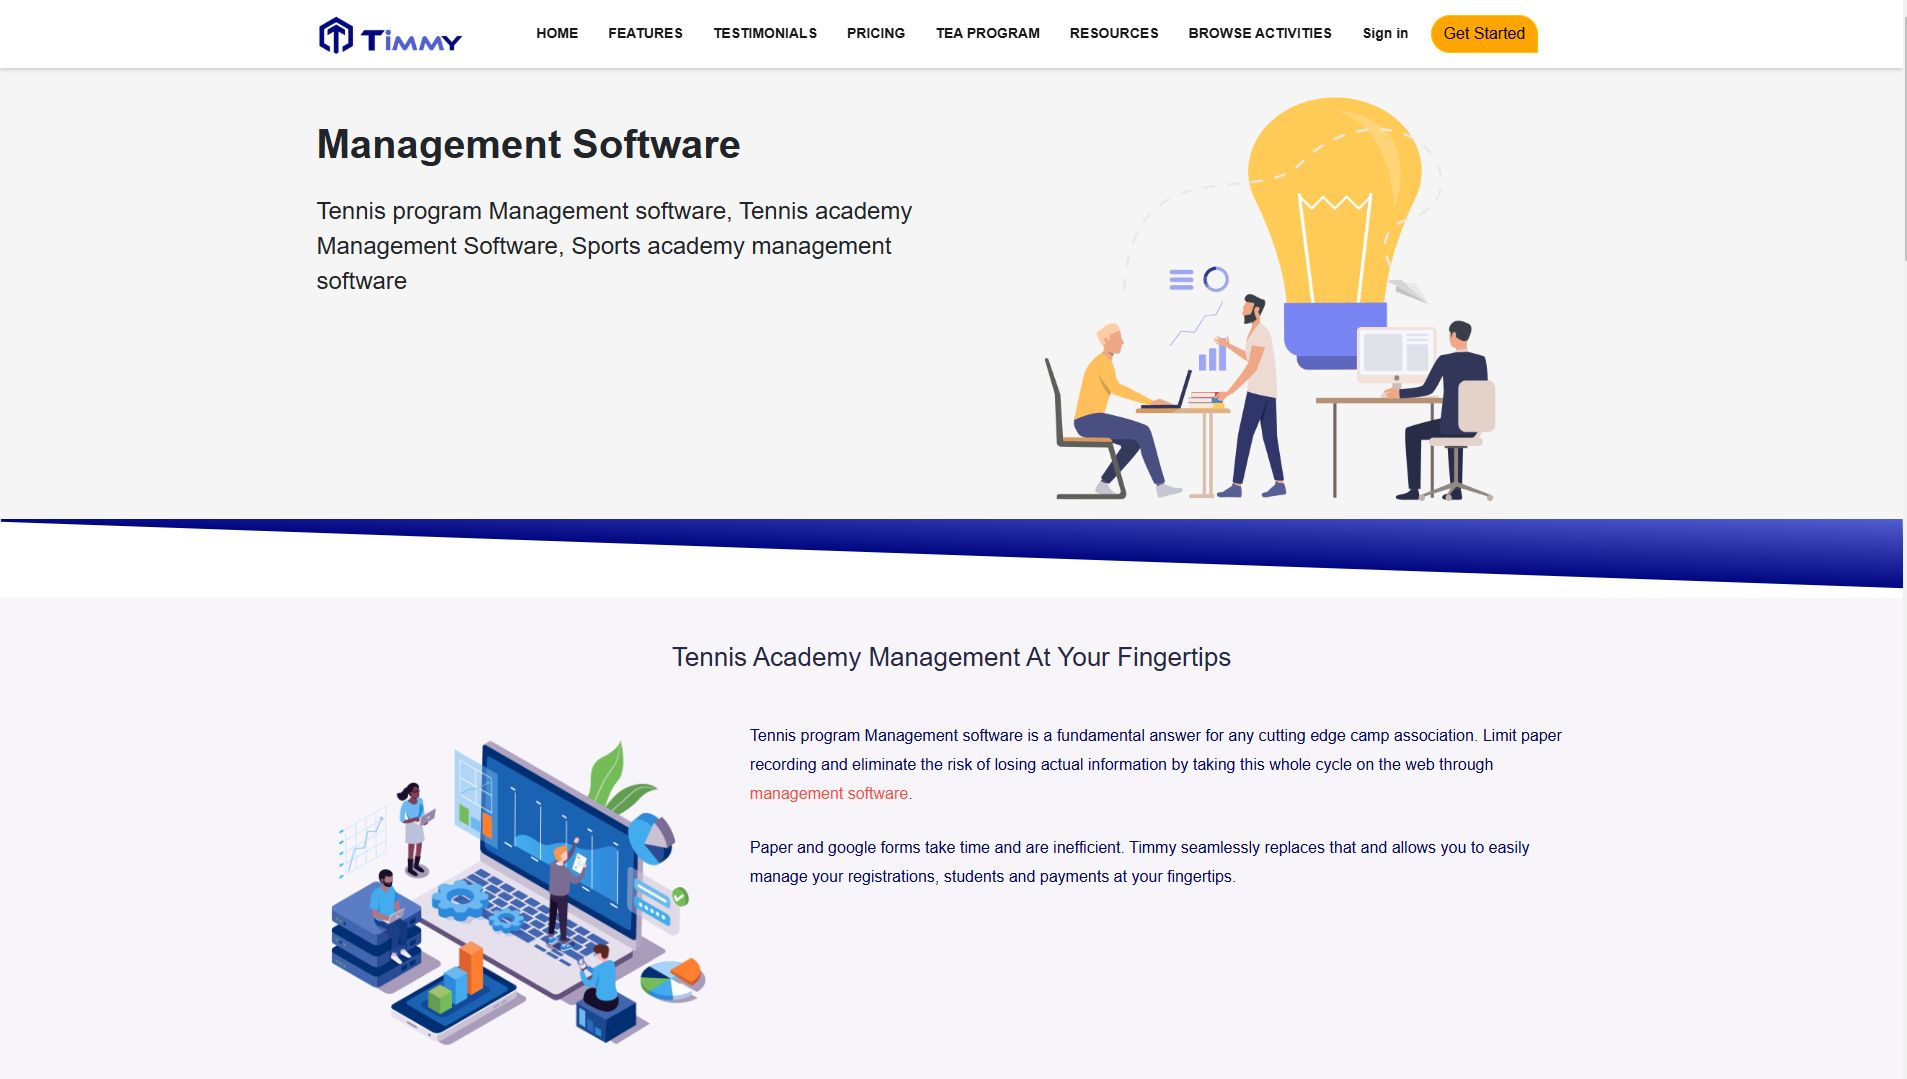 TIMMY
HOME FEATURES TESTIMONIALS PRICING TEA PROGRAM RESOURCES BROWSE ACTIVITIES Sign in Get Started
Management Software
Tennis program Management software, Tennis academy
Management Software, Sports academy management
software
Tennis Academy Management At Your Fingertips
Tennis program Management software is a fundamental answer for any cutting edge camp association. Limit paper
recording and eliminate the risk of losing actual information by taking this whole cycle on the web through
management software.
Paper and google forms take time and are inefficient. Timmy seamlessly replaces that and allows you to easily
manage your registrations, students and payments at your fingertips.